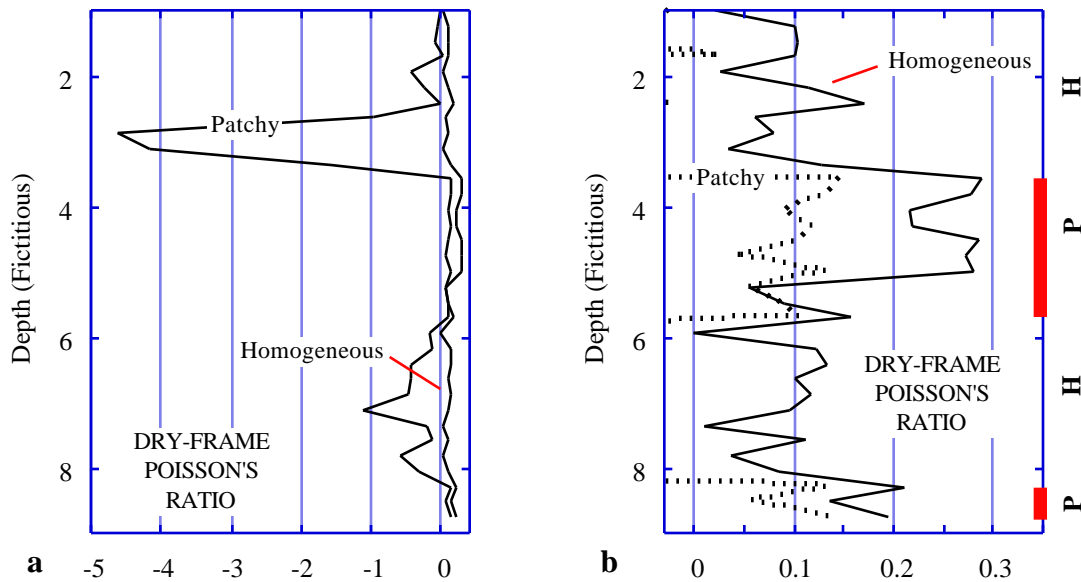 2
4
6
8
Depth (Fictitious)
Patchy
Homogeneous
DRY-FRAME
POISSON'S
RATIO
-5
-4
-3
-2
-1
0
a
2
4
6
8
Depth (Fictitious)
Homogeneous
Patchy
DRY-FRAME
POISSON'S
RATIO
0
0.1
0.2
0.3
b
H
P
H
P